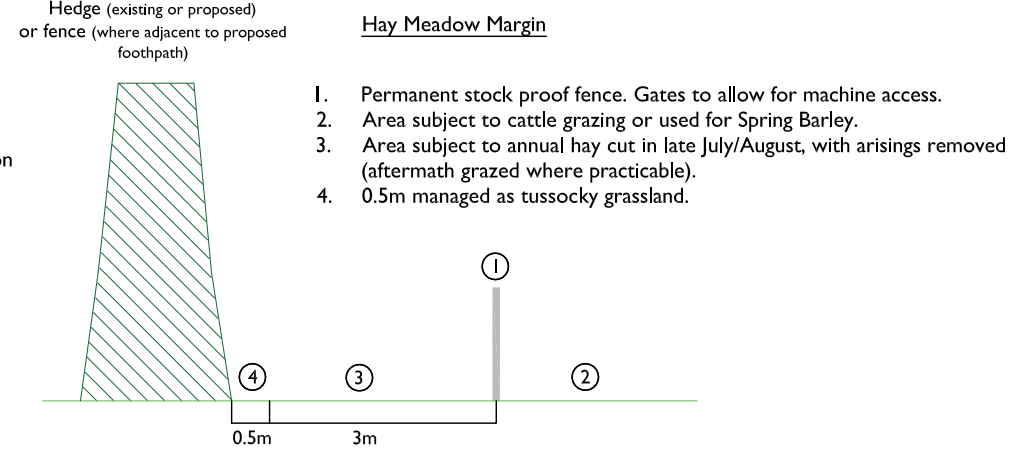 Hedge (existing or proposed)
or fence (where adjacent to proposed
footpath)
Hay Meadow Margin
1. Permanent stock proof fence. Gates to allow for machine access.
2. Area subject to cattle grazing or used for Spring Barley.
3. Area subject to annual hay cut in late July/August, with arisings removed
(aftermath grazed where practicable).
4. 0.5m managed as tussocky grassland.
on
1
4
3
2
0.5m
3m